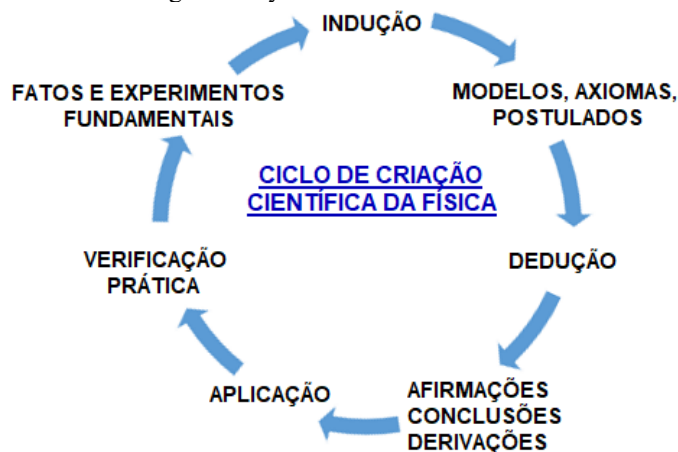 INDUÇÃO
MODELOS, AXIOMAS,
POSTULADOS
DEDUÇÃO
AFIRMAÇÕES
CONCLUSÕES
DERIVAÇÕES
APLICAÇÃO
VERIFICAÇÃO
PRÁTICA
FATOS E EXPERIMENTOS
FUNDAMENTAIS
CICLO DE CRIAÇÃO
CIENTÍFICA DA FÍSICA